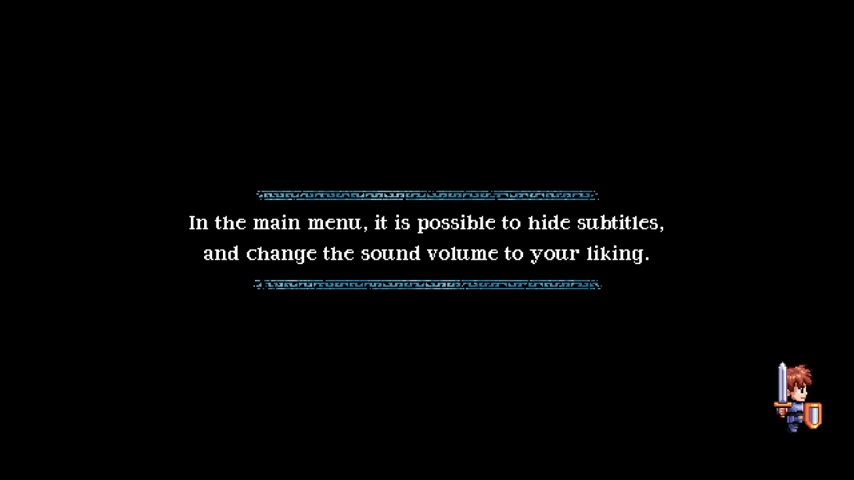 In the main menu, it is possible to hide subtitles,
and change the sound volume to your liking.